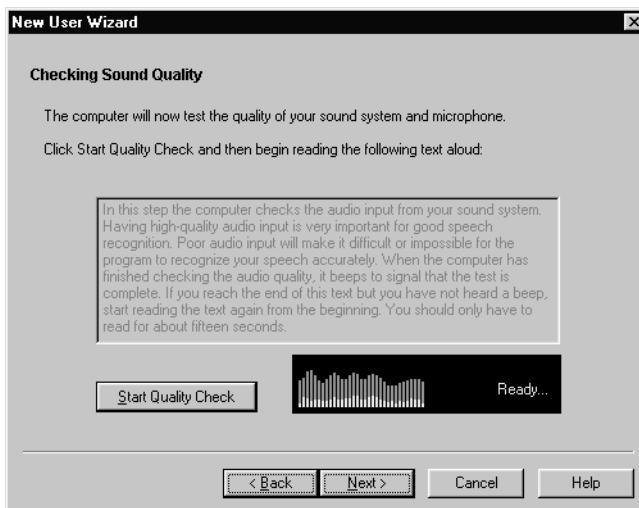 New User Wizard
Checking Sound Quality
The computer will now test the quality of your sound system and microphone.
Click Start Quality Check and then begin reading the following text aloud:
In this step the computer checks the audio input from your sound system.
Having high-quality audio input is very important for good speech
recognition. Poor audio input will make it difficult or impossible for the
program to recognize your speech accurately. When the computer has
finished checking the audio quality, it beeps to signal that the test is
complete. If you reach the end of this text but you have not heard a beep,
start reading the text again from the beginning. You should only have to
read for about fifteen seconds.
Start Quality Check
Ready...
< Back
Next >
Cancel
Help